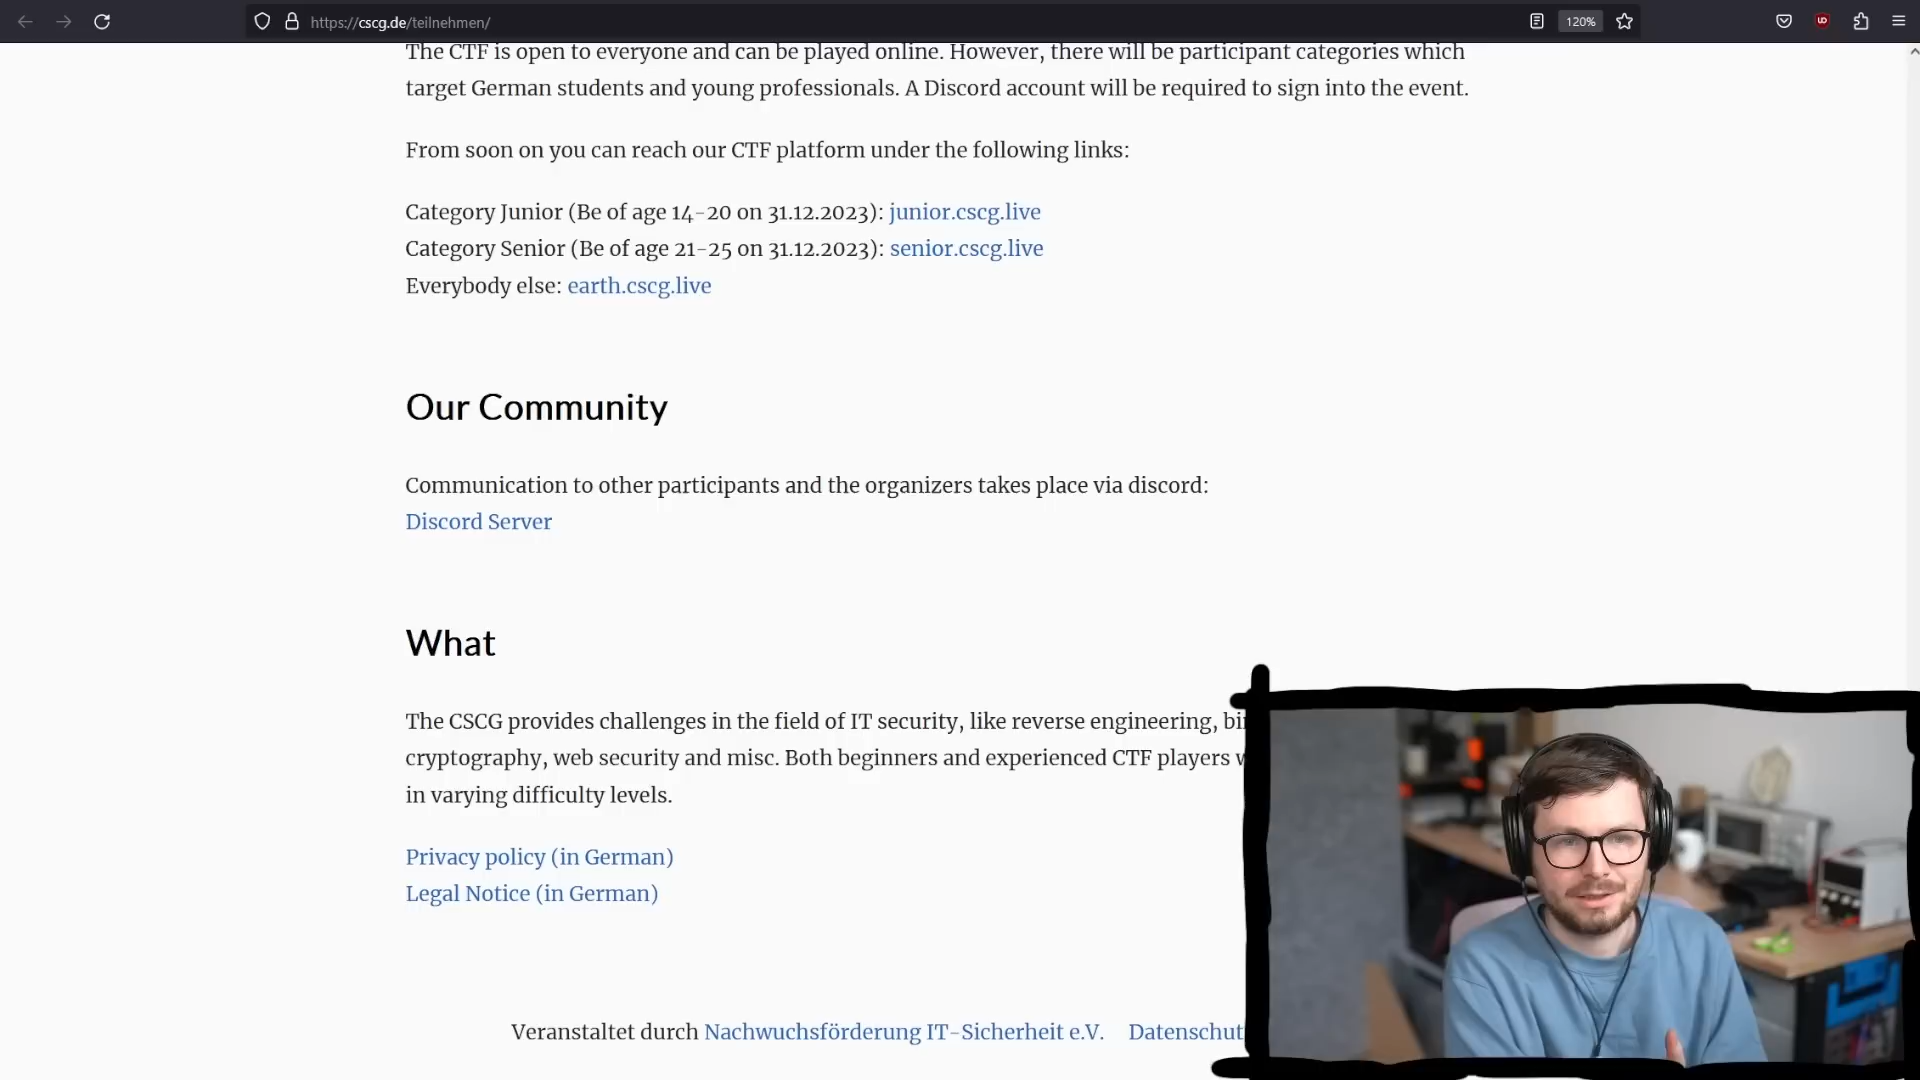 https://cscg.de/teilnehmen/
120%
The CTF is open to everyone and can be played online. However, there will be participant categories which
target German students and young professionals. A Discord account will be required to sign into the event.
From soon on you can reach our CTF platform under the following links:
Category Junior (Be of age 14-20 on 31.12.2023): junior.cscg.live
Category Senior (Be of age 21-25 on 31.12.2023): senior.cscg.live
Everybody else: earth.cscg.live
Our Community
Communication to other participants and the organizers takes place via discord:
Discord Server
What
The CSCG provides challenges in the field of IT security, like reverse engineering,
cryptography, web security and misc. Both beginners and experienced CTF players
in varying difficulty levels.
Privacy policy (in German)
Legal Notice (in German)
Veranstaltet durch Nachwuchsförderung IT-Sicherheit e.V. Datenschut